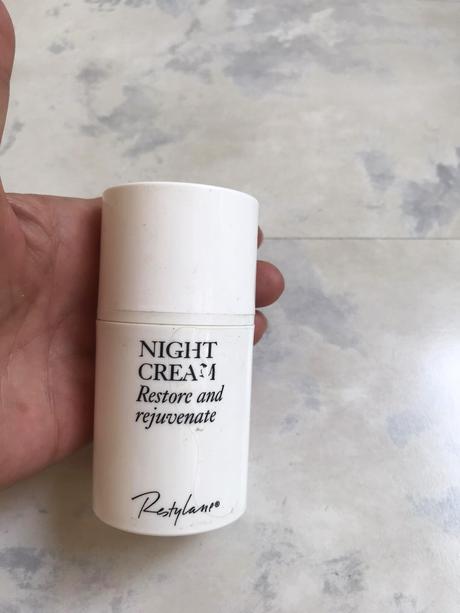 NIGHT
CREAM
Restore and
rejuvenate
Restylane®